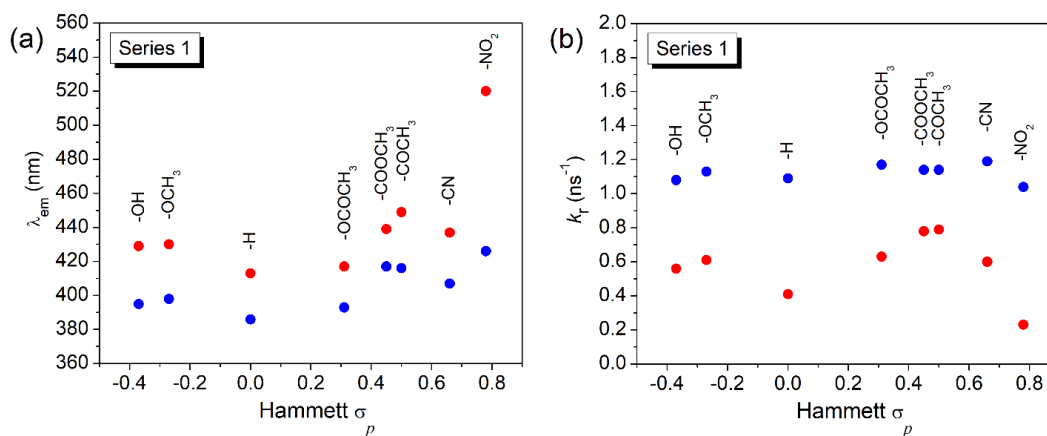 (a)
Series 1
560
540
520
500
480
460
440
420
400
380
360
λem (nm)
-OH
-OCH3
-H
-OCOCH3
-COOCH3
-COCH3
-CN
-NO2
-0.4
-0.2
0.0
0.2
0.4
0.6
0.8
Hammett σp
(b)
Series 1
2.0
1.8
1.6
1.4
1.2
1.0
0.8
0.6
0.4
0.2
0.0
kr (ns-1)
-OH
-OCH3
-H
-OCOCH3
-COOCH3
-COCH3
-CN
-NO2
-0.4
-0.2
0.0
0.2
0.4
0.6
0.8
Hammett σp